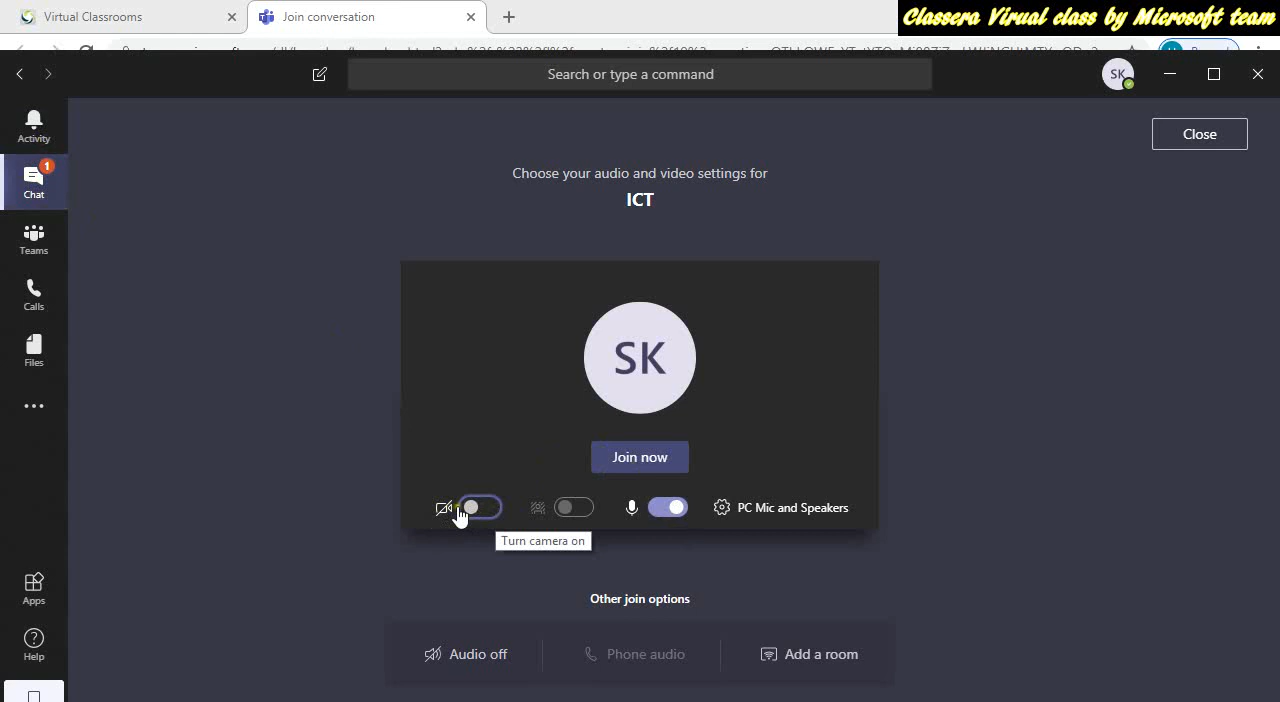 Virtual Classrooms
Join conversation
Classera Virual class by Microsoft team
Search or type a command
SK
Activity
1
Chat
Teams
Calls
Files
Close
Choose your audio and video settings for
ICT
SK
Join now
PC Mic and Speakers
Turn camera on
Other join options
Audio off
Phone audio
Add a room
Apps
Help